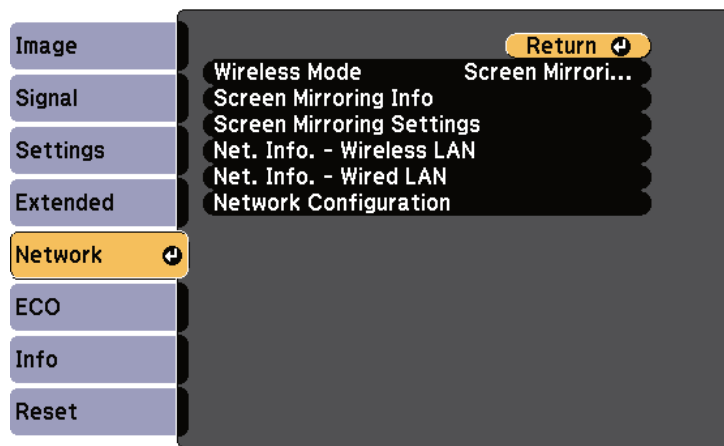 Image
Signal
Settings
Extended
Network
ECO
Info
Reset
Return
Wireless Mode Screen Mirrori...
Screen Mirroring Info
Screen Mirroring Settings
Net. Info. - Wireless LAN
Net. Info. - Wired LAN
Network Configuration